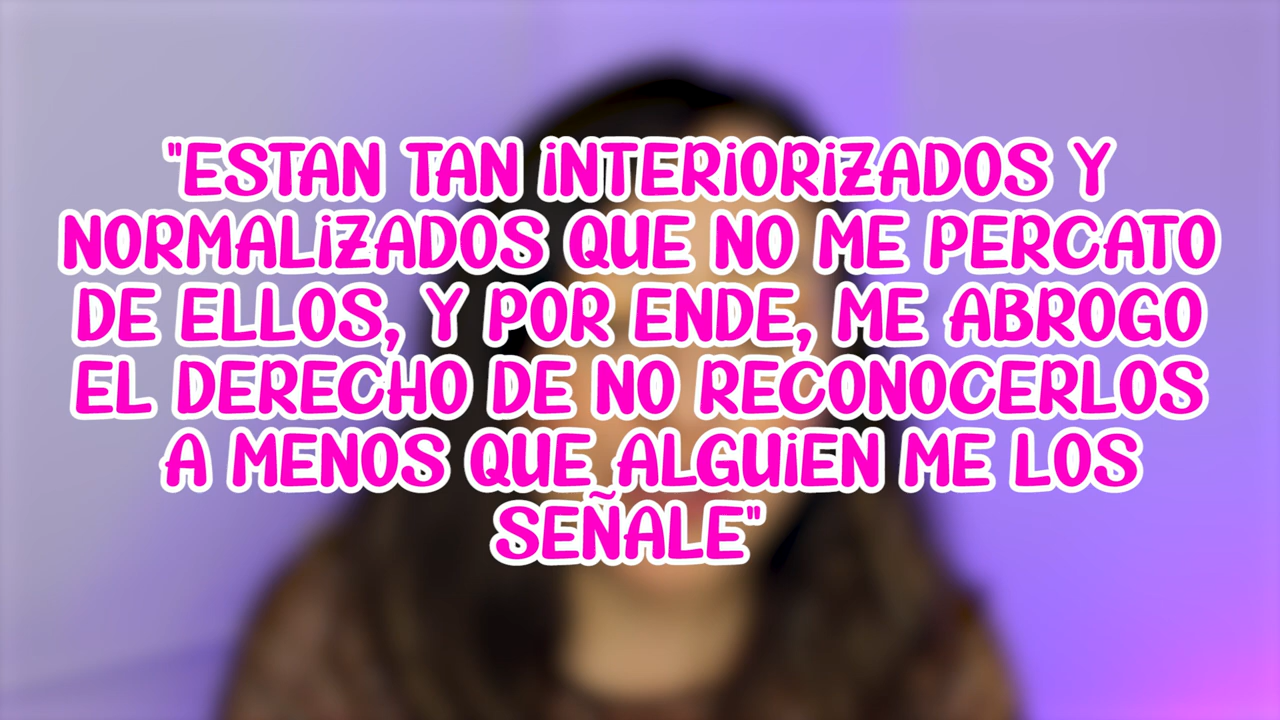 "ESTAN TAN INTERIORIZADOS Y
NORMALIZADOS QUE NO ME PERCATO
DE ELLOS, Y POR ENDE, ME ABROGO
EL DERECHO DE NO RECONOCERLOS
A MENOS QUE ALGUIEN ME LOS
SEÑALE"